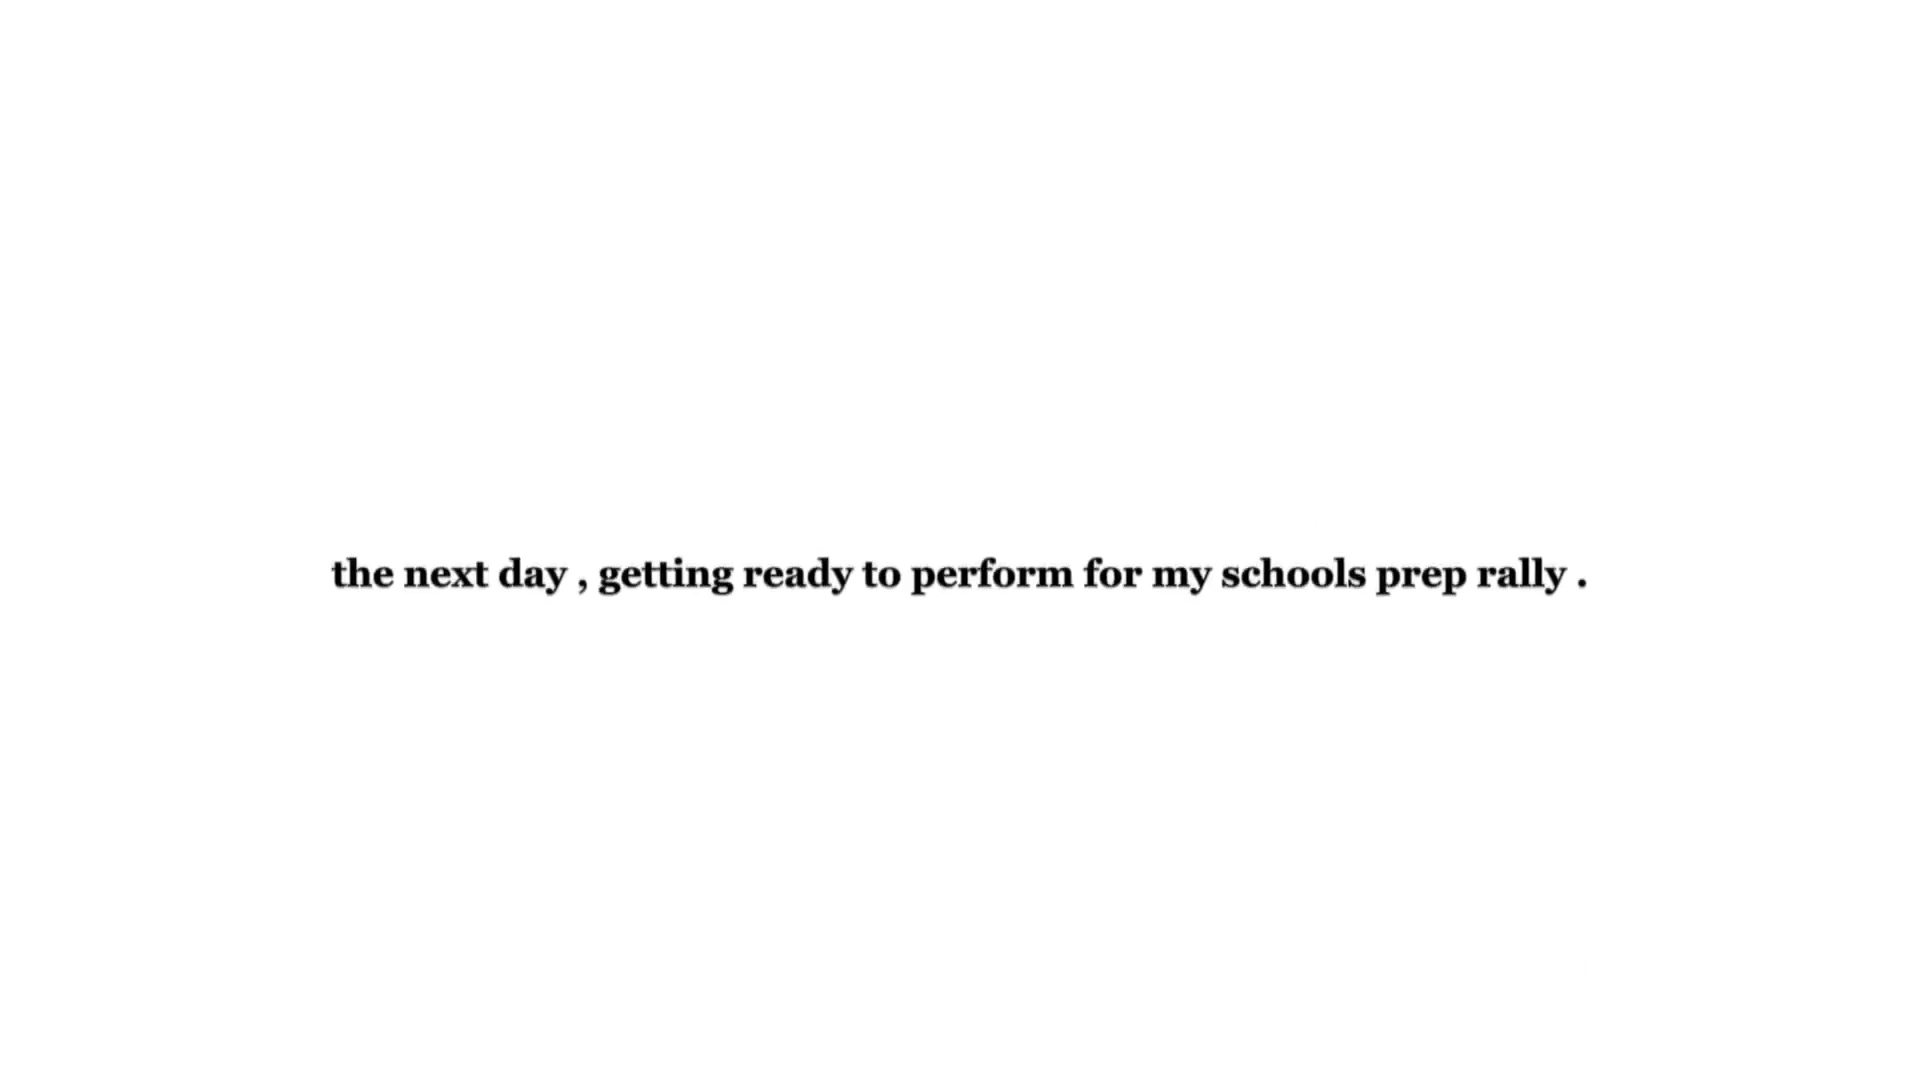 the next day , getting ready to perform for my schools prep rally .